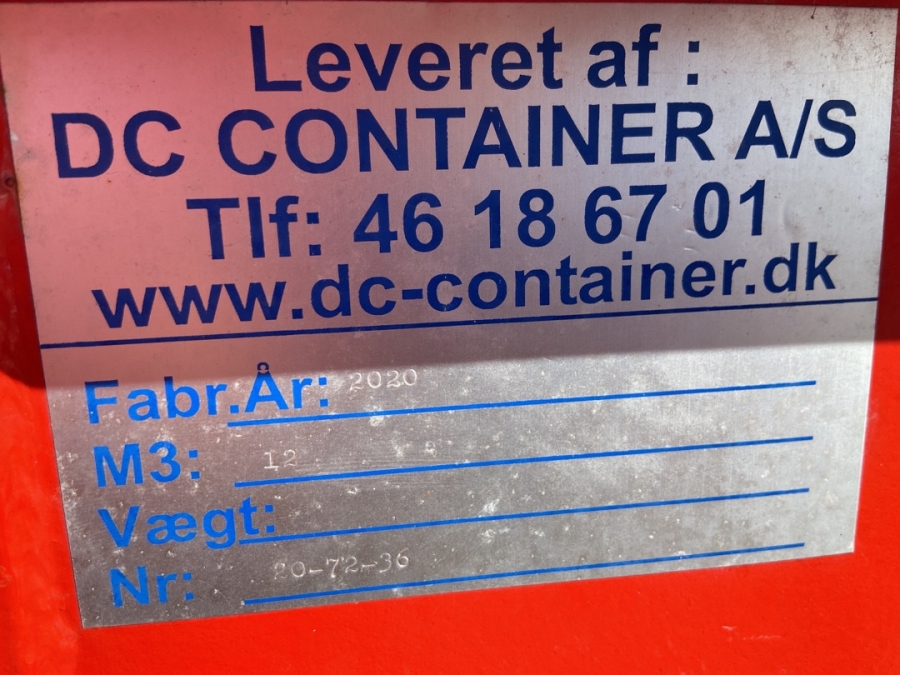 Leveret af :
DC CONTAINER A/S
Tlf: 46 18 67 01
www.dc-container.dk
Fabr.År: 2020
M3: 12
Vægt:
Nr: 20-72-36